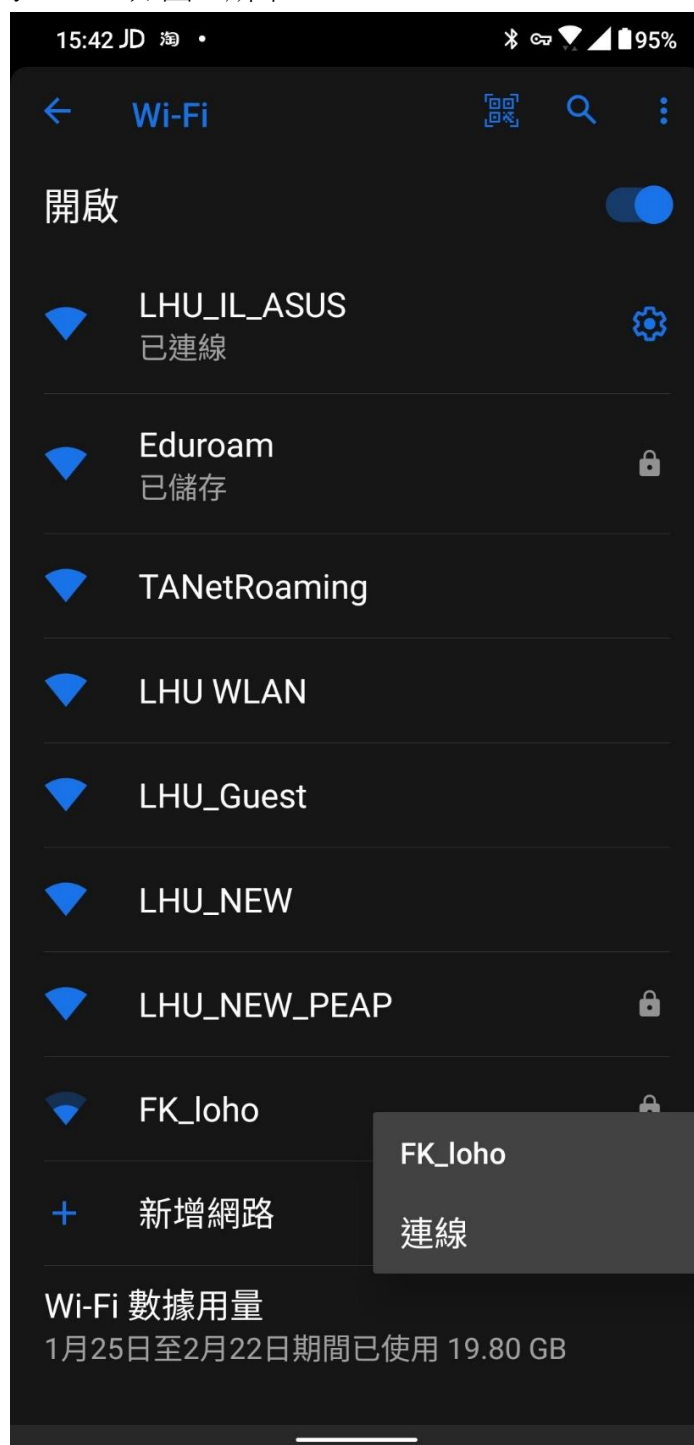 15:42 JD 淘 • 95%
Wi-Fi
開啟
LHU_IL_ASUS
已連線
Eduroam
已儲存
TANetRoaming
LHU WLAN
LHU_Guest
LHU_NEW
LHU_NEW_PEAP
FK_loho
FK_loho
連線
新增網路
Wi-Fi 數據用量
1月25日至2月22日期間已使用 19.80 GB